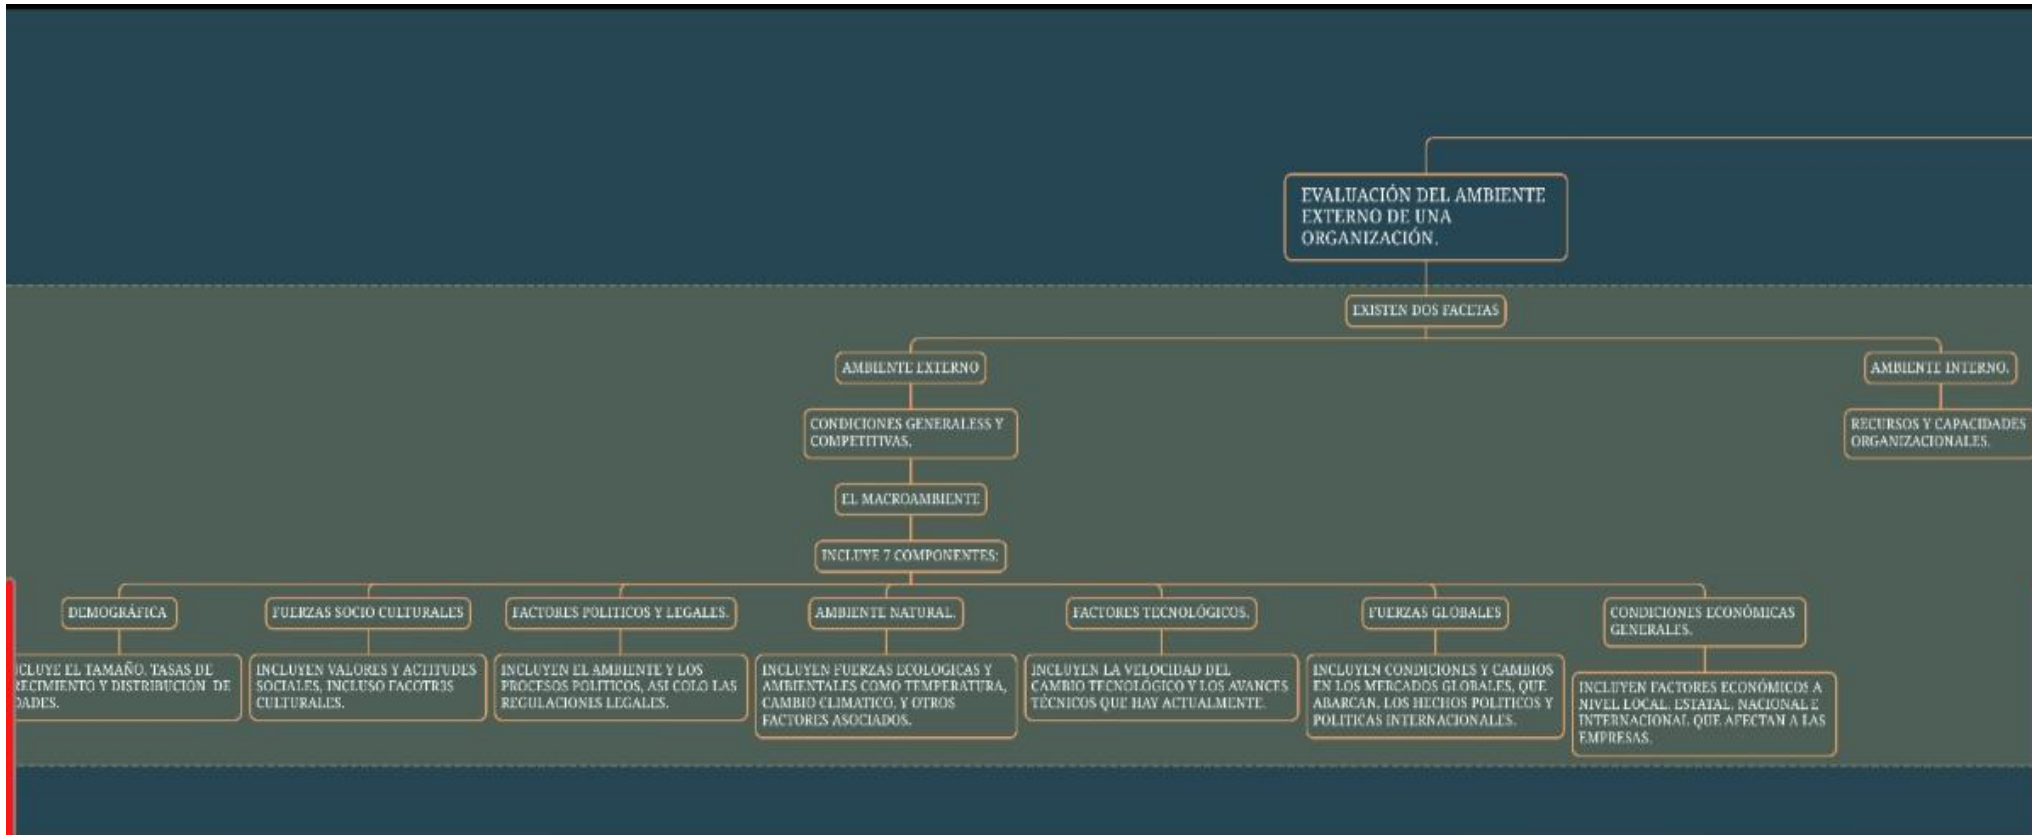 EVALUACIÓN DEL AMBIENTE
EXTERNO DE UNA
ORGANIZACIÓN.
EXISTEN DOS FACETAS
AMBIENTE EXTERNO
AMBIENTE INTERNO.
CONDICIONES GENERALESS Y
COMPETITIVAS.
RECURSOS Y CAPACIDADES
ORGANIZACIONALES.
EL MACROAMBIENTE
INCLUYE 7 COMPONENTES:
DEMOGRÁFICA
FUERZAS SOCIO CULTURALES
FACTORES POLITICOS Y LEGALES.
AMBIENTE NATURAL.
FACTORES TECNOLÓGICOS.
FUERZAS GLOBALES
CONDICIONES ECONÓMICAS
GENERALES.
NCLUYE EL TAMAÑO, TASAS DE
RECIMIENTO Y DISTRIBUCIÓN DE
DADES.
INCLUYEN VALORES Y ACTITUDES
SOCIALES, INCLUSO FACOTR3S
CULTURALES.
INCLUYEN EL AMBIENTE Y LOS
PROCESOS POLITICOS, ASI COLO LAS
REGULACIONES LEGALES.
INCLUYEN FUERZAS ECOLOGICAS Y
AMBIENTALES COMO TEMPERATURA,
CAMBIO CLIMATICO, Y OTROS
FACTORES ASOCIADOS.
INCLUYEN LA VELOCIDAD DEL
CAMBIO TECNOLÓGICO Y LOS AVANCES
TÉCNICOS QUE HAY ACTUALMENTE.
INCLUYEN CONDICIONES Y CAMBIOS
EN LOS MERCADOS GLOBALES, QUE
ABARCAN, LOS HECHOS POLITICOS Y
POLITICAS INTERNACIONALES.
INCLUYEN FACTORES ECONÓMICOS A
NIVEL LOCAL, ESTATAL, NACIONAL E
INTERNACIONAL QUE AFECTAN A LAS
EMPRESAS.